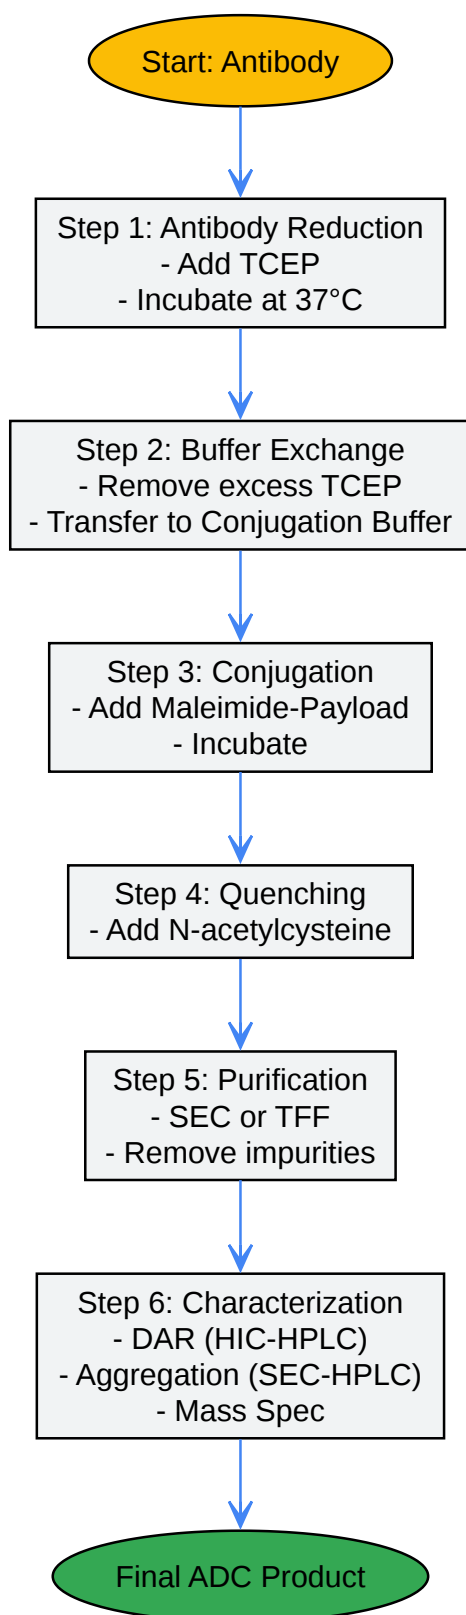 Start: Antibody
Step 1: Antibody Reduction
- Add TCEP
- Incubate at 37°C
Step 2: Buffer Exchange
- Remove excess TCEP
- Transfer to Conjugation Buffer
Step 3: Conjugation
- Add Maleimide-Payload
- Incubate
Step 4: Quenching
- Add N-acetylcysteine
Step 5: Purification
- SEC or TFF
- Remove impurities
Step 6: Characterization
- DAR (HIC-HPLC)
- Aggregation (SEC-HPLC)
- Mass Spec
Final ADC Product